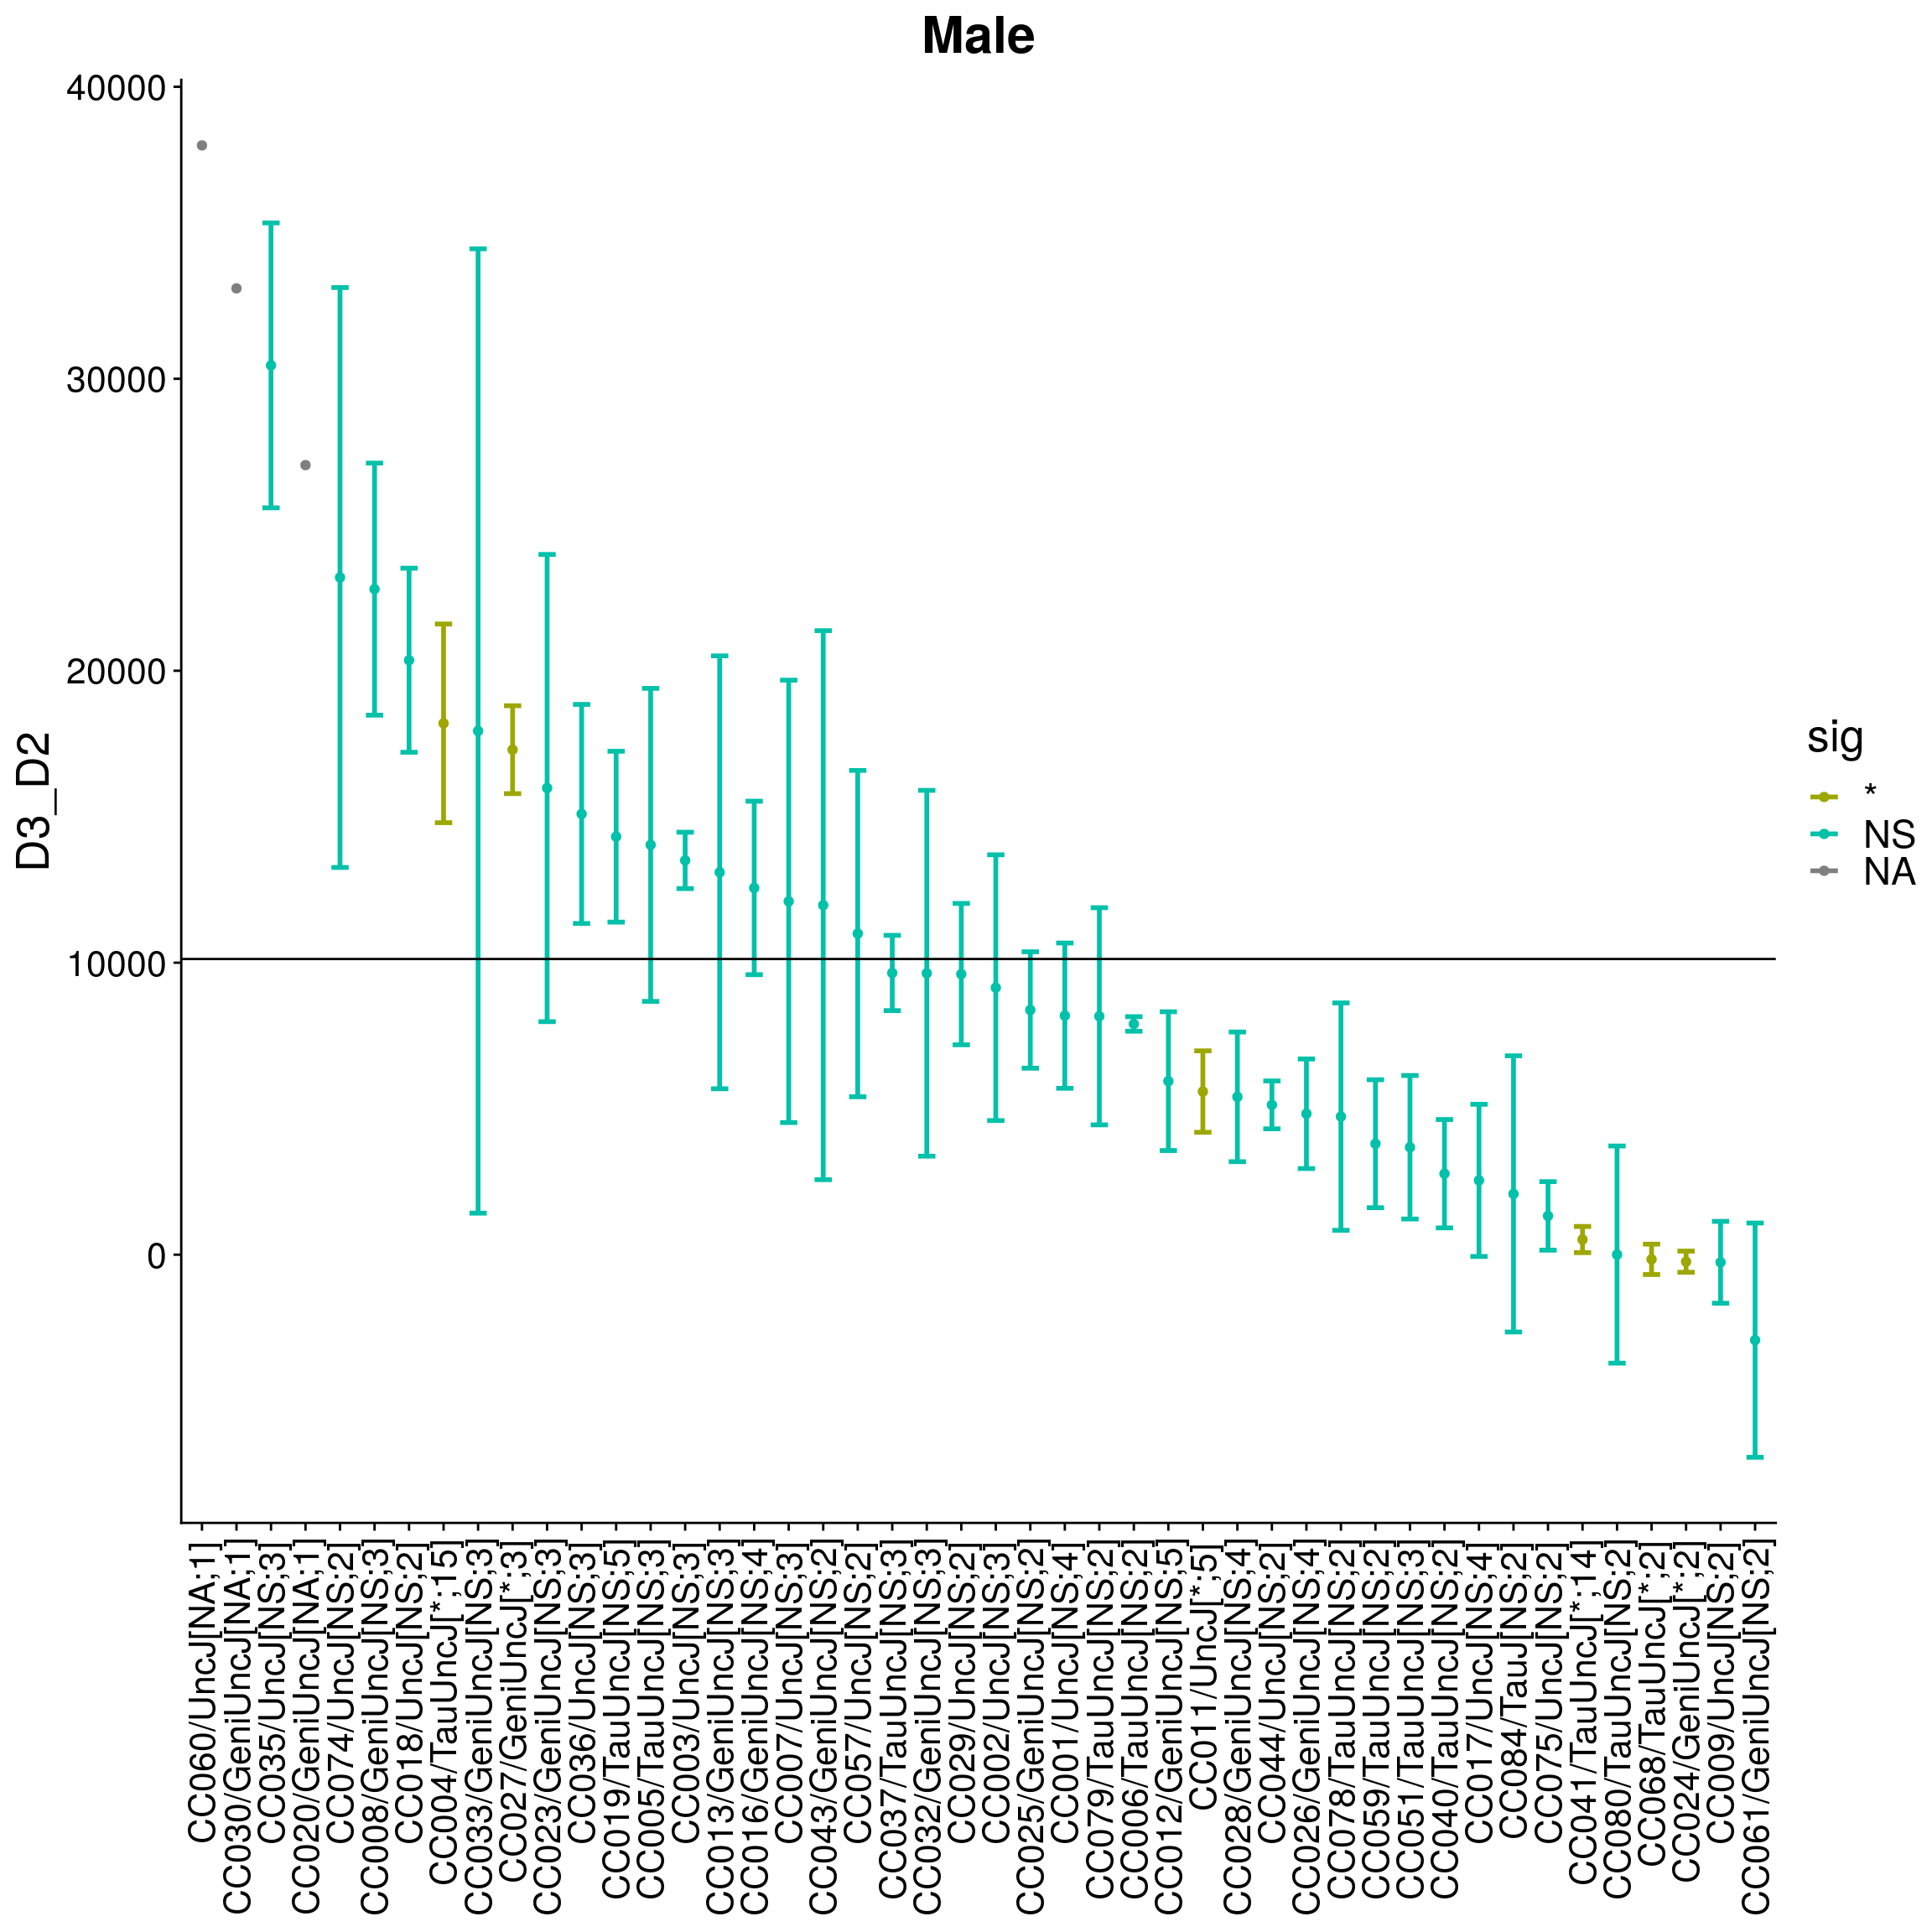 Male
D3_D2
40000
30000
20000
10000
0
CC060/UncJ[NA;1]
CC030/GeniUncJ[NA;1]
CC035/UncJ[NS;3]
CC020/GeniUncJ[NA;1]
CC074/UncJ[NS;2]
CC008/GeniUncJ[NS;3]
CC018/UncJ[NS;2]
CC004/TauUncJ[*;15]
CC033/GeniUncJ[NS;3]
CC027/GeniUncJ[*;3]
CC023/GeniUncJ[NS;3]
CC036/UncJ[NS;3]
CC019/TauUncJ[NS;5]
CC005/TauUncJ[NS;3]
CC003/UncJ[NS;3]
CC013/GeniUncJ[NS;3]
CC016/GeniUncJ[NS;4]
CC007/UncJ[NS;3]
CC043/GeniUncJ[NS;2]
CC057/UncJ[NS;2]
CC037/TauUncJ[NS;3]
CC032/GeniUncJ[NS;3]
CC029/UncJ[NS;2]
CC002/UncJ[NS;3]
CC025/GeniUncJ[NS;2]
CC001/UncJ[NS;4]
CC079/TauUncJ[NS;2]
CC006/TauUncJ[NS;2]
CC012/GeniUncJ[NS;5]
CC011/UncJ[*;5]
CC028/GeniUncJ[NS;4]
CC044/UncJ[NS;2]
CC026/GeniUncJ[NS;4]
CC078/TauUncJ[NS;2]
CC059/TauUncJ[NS;2]
CC051/TauUncJ[NS;3]
CC040/TauUncJ[NS;2]
CC017/UncJ[NS;4]
CC084/TauJ[NS;2]
CC075/UncJ[NS;2]
CC041/TauUncJ[*;14]
CC080/TauUncJ[NS;2]
CC068/TauUncJ[*;2]
CC024/GeniUncJ[*;2]
CC009/UncJ[NS;2]
CC061/GeniUncJ[NS;2]
sig
*
NS
NA